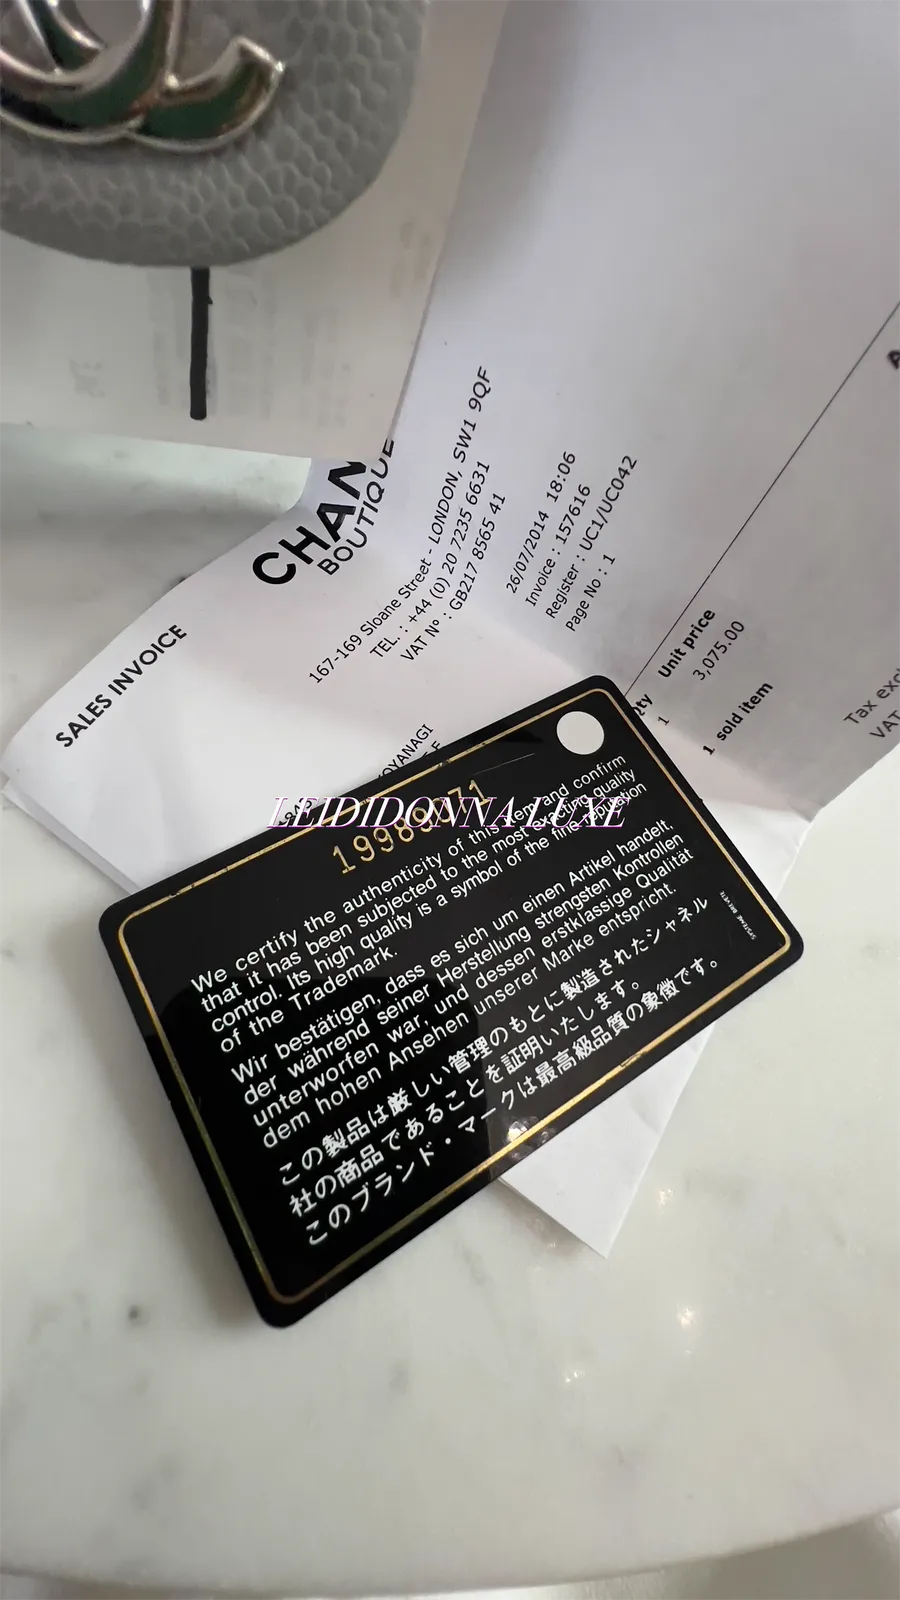 CHAN
BOUTIQUE
167-169 Sloane Street - LONDON, SW1 9QF
TEL. : +44 (0) 20 7235 6631
VAT N° : GB217 8565 41
SALES INVOICE
26/07/2014 18:06
Invoice : 157616
Register : UC1/UC042
Page No : 1
Unit price
1 3,075.00
1 sold item
Tax exc
VAT
OYANAGI
LEIDIDONNA LUXE
We certify the authenticity of this item and confirm
that it has been subjected to the most exacting quality
control. Its high quality is a symbol of the fine reputation
of the Trademark.
Wir bestätigen, dass es sich um einen Artikel handelt,
der während seiner Herstellung strengsten Kontrollen
unterworfen war, und dessen erstklassige Qualität
dem hohen Ansehen unserer Marke entspricht.
この製品は厳しい管理のもとに製造されたシャネル
社の商品であることを証明いたします。
このブランド・マークは最高級品質の象徴です。
SYSTEME BREVETE